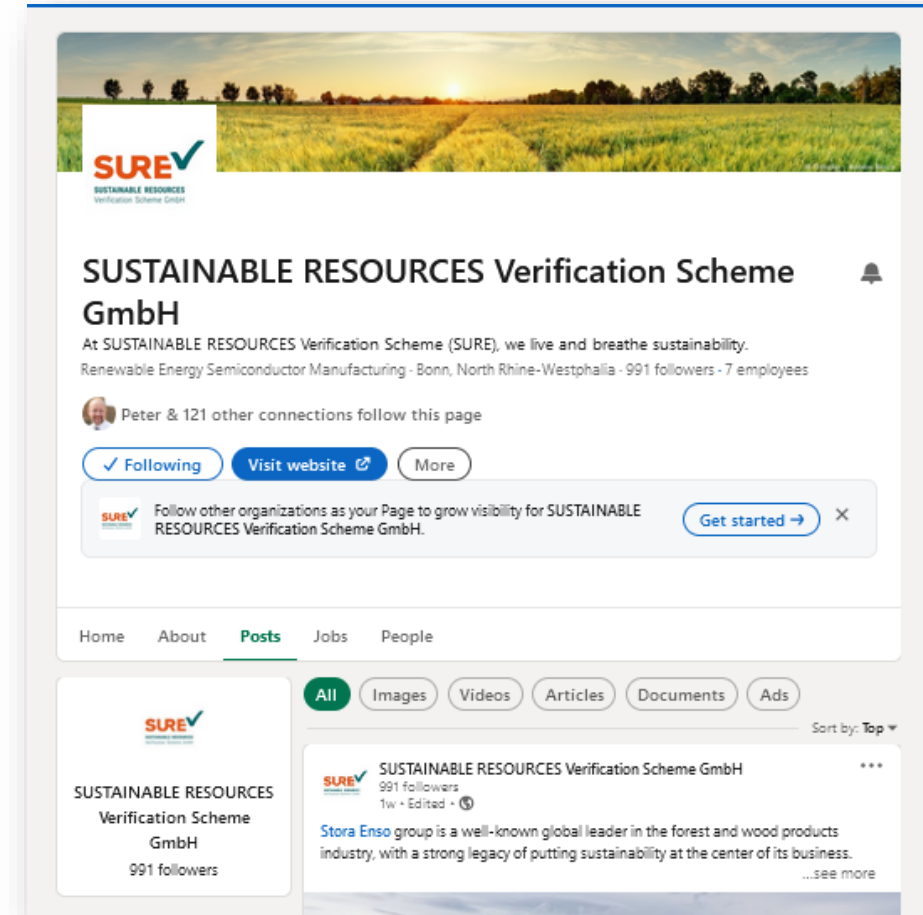 SURE
SUSTAINABLE RESOURCES
Verification Scheme GmbH
SUSTAINABLE RESOURCES Verification Scheme
GmbH
At SUSTAINABLE RESOURCES Verification Scheme (SURE), we live and breathe sustainability.
Renewable Energy Semiconductor Manufacturing · Bonn, North Rhine-Westphalia · 991 followers · 7 employees
Peter & 121 other connections follow this page
Following
Visit website
More
SURE
Follow other organizations as your Page to grow visibility for SUSTAINABLE
RESOURCES Verification Scheme GmbH.
Get started →
Home About Posts Jobs People
All Images Videos Articles Documents Ads
Sort by: Top
SURE
SUSTAINABLE RESOURCES
Verification Scheme
GmbH
991 followers
SURE
SUSTAINABLE RESOURCES Verification Scheme GmbH
991 followers
1w • Edited •
Stora Enso group is a well-known global leader in the forest and wood products
industry, with a strong legacy of putting sustainability at the center of its business.
...see more